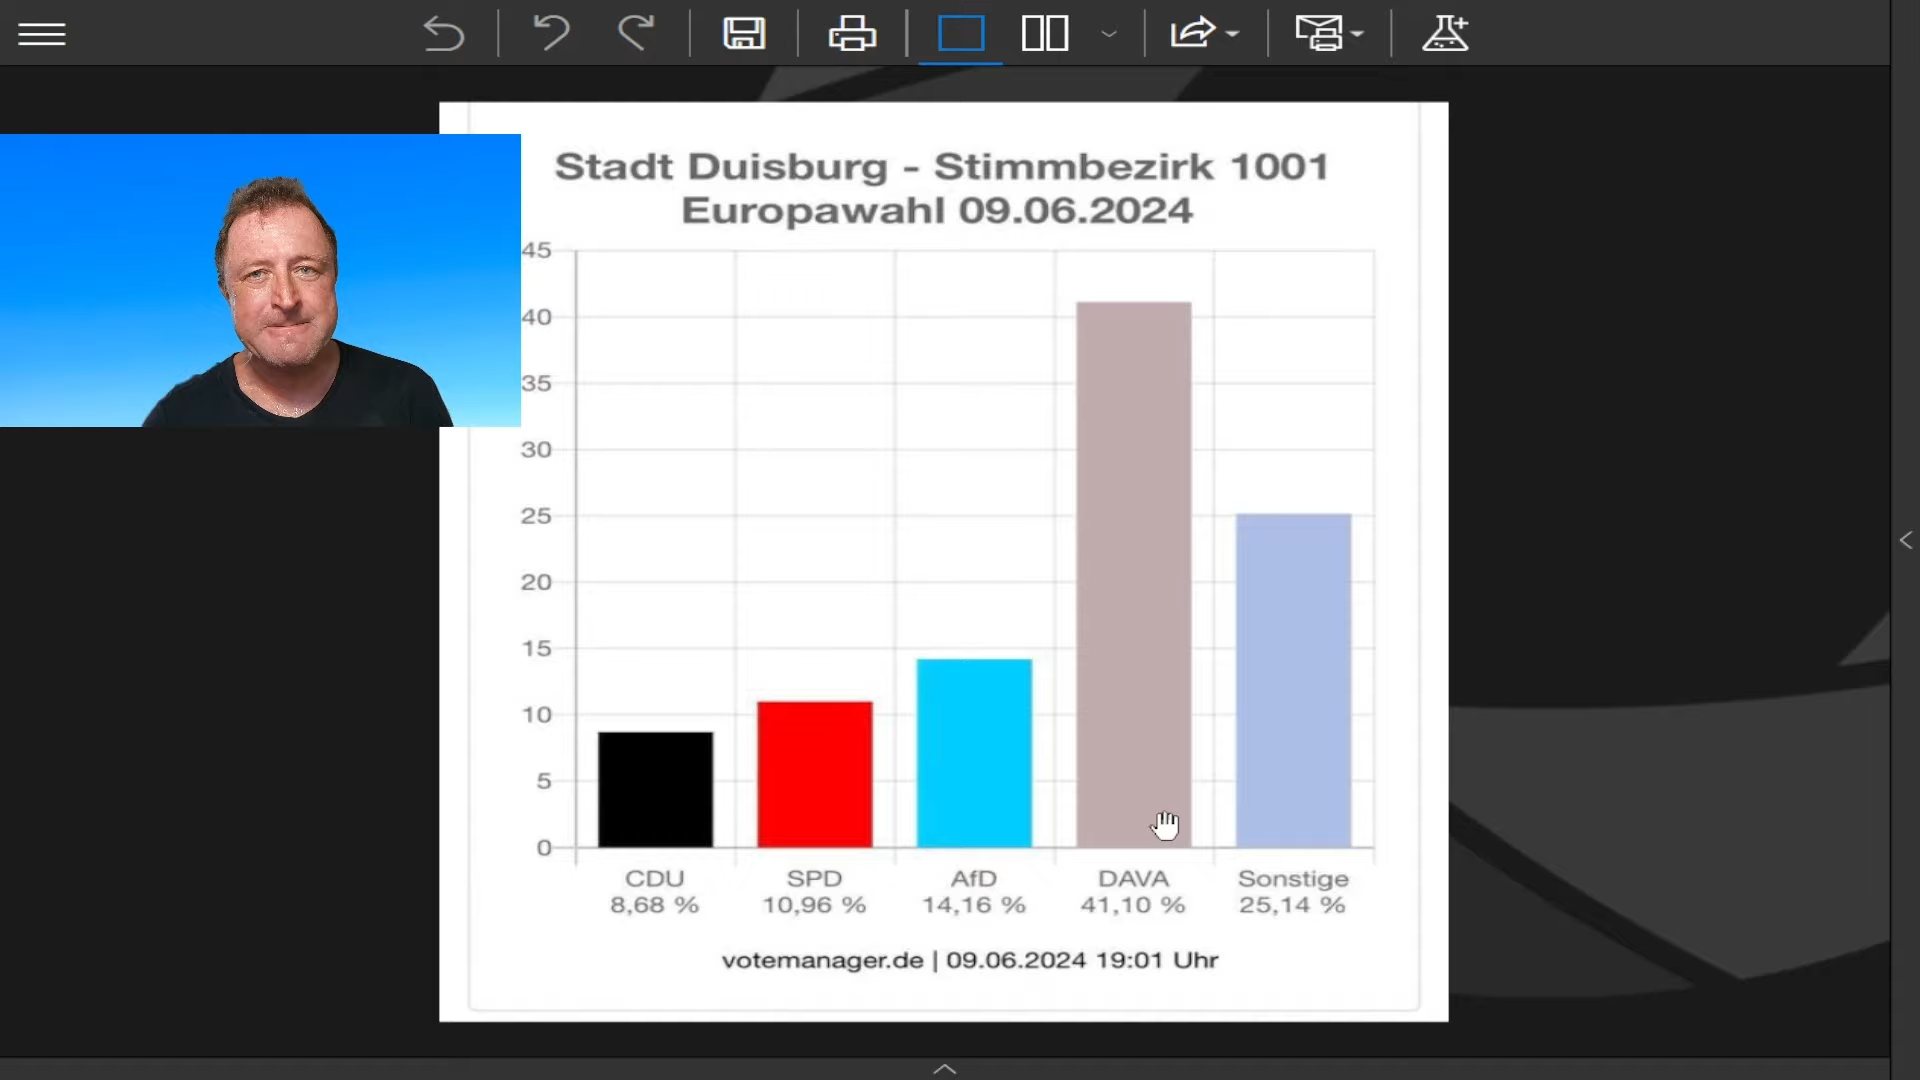 Stadt Duisburg - Stimmbezirk 1001
Europawahl 09.06.2024
45
40
35
30
25
20
15
10
5
0
CDU SPD AfD DAVA Sonstige
8,68 % 10,96 % 14,16 % 41,10 % 25,14 %
votemanager.de | 09.06.2024 19:01 Uhr